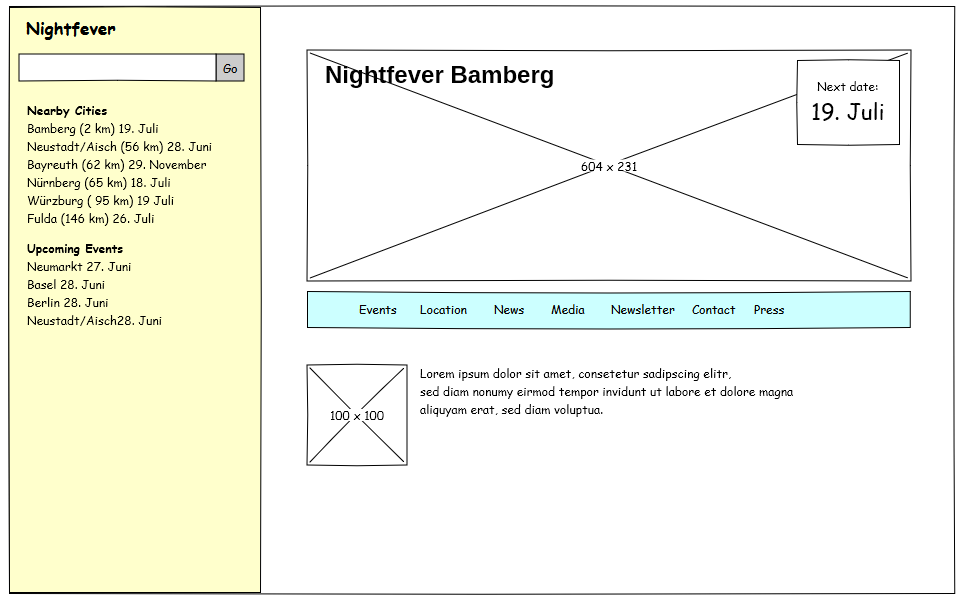 Nightfever
Go
Nearby Cities
Bamberg (2 km) 19. Juli
Neustadt/Aisch (56 km) 28. Juni
Bayreuth (62 km) 29. November
Nürnberg (65 km) 18. Juli
Würzburg ( 95 km) 19 Juli
Fulda (146 km) 26. Juli
Upcoming Events
Neumarkt 27. Juni
Basel 28. Juni
Berlin 28. Juni
Neustadt/Aisch28. Juni
Nightfever Bamberg
Next date:
19. Juli
604 x 231
Events Location News Media Newsletter Contact Press
100 x 100
Lorem ipsum dolor sit amet, consetetur sadipscing elitr,
sed diam nonumy eirmod tempor invidunt ut labore et dolore magna
aliquyam erat, sed diam voluptua.